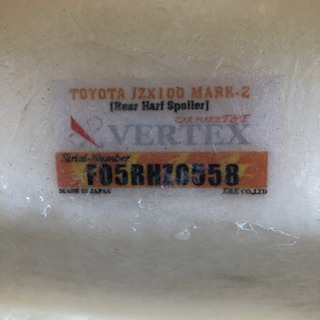 TOYOTA JZX100 MARK-2
[Rear Harf Spoiler]
CAR MAKE T&E
VERTEX
Serial-Number
F05RHZ0558
MADE IN JAPAN T&E CO,.LTD